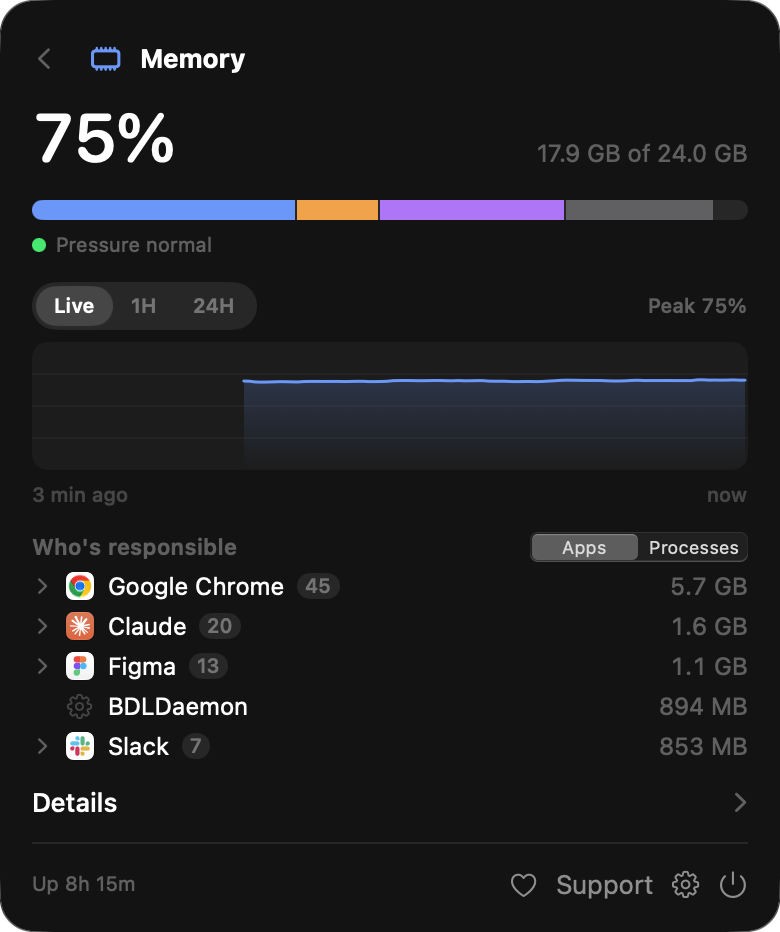 Memory
75%
17.9 GB of 24.0 GB
Pressure normal
Live 1H 24H
Peak 75%
3 min ago
now
Who's responsible
Apps Processes
Google Chrome 45 5.7 GB
Claude 20 1.6 GB
Figma 13 1.1 GB
BDLDaemon 894 MB
Slack 7 853 MB
Details
Up 8h 15m
Support